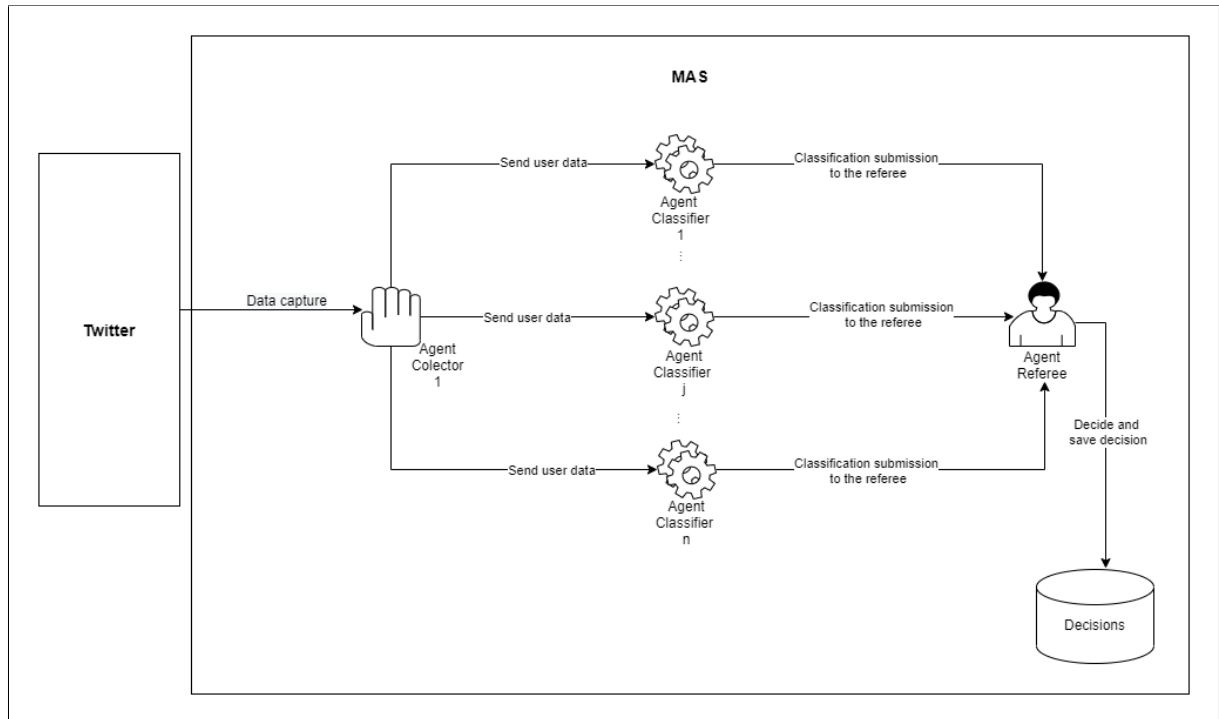 MAS
Twitter
Data capture
Agent
Colector
1
Send user data
Agent
Classifier
1
Classification submission
to the referee
Send user data
Agent
Classifier
j
Classification submission
to the referee
Send user data
Agent
Classifier
n
Classification submission
to the referee
Agent
Referee
Decide and
save decision
Decisions